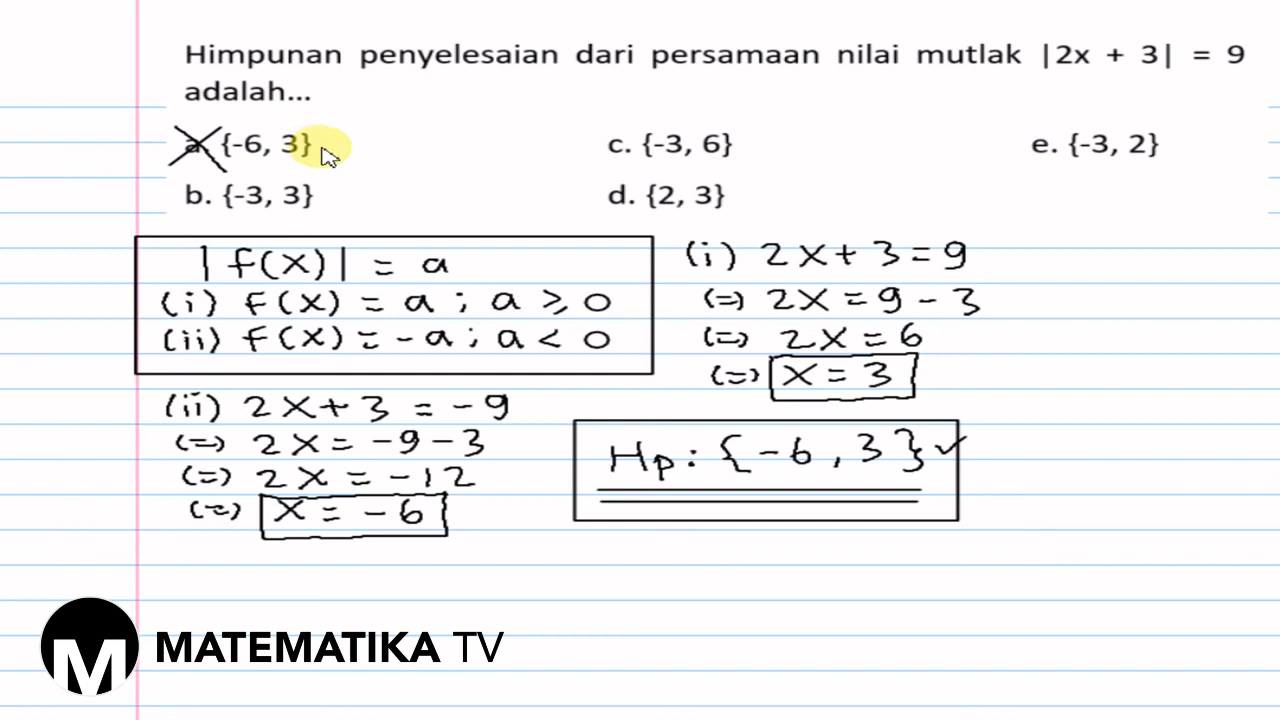 Himpunan penyelesaian dari persamaan nilai mutlak |2x + 3| = 9
adalah...
a. {-6, 3}
c. {-3, 6}
e. {-3, 2}
b. {-3, 3}
d. {2, 3}
|f(x)| = a
(i) f(x) = a ; a ≥ 0
(ii) f(x) = -a ; a < 0
(i) 2x + 3 = 9
(=) 2x = 9 - 3
(=) 2x = 6
(=) x = 3
(ii) 2x + 3 = -9
(=) 2x = -9 - 3
(=) 2x = -12
(=) x = -6
Hp : {-6, 3} ✓
M MATEMATIKA TV